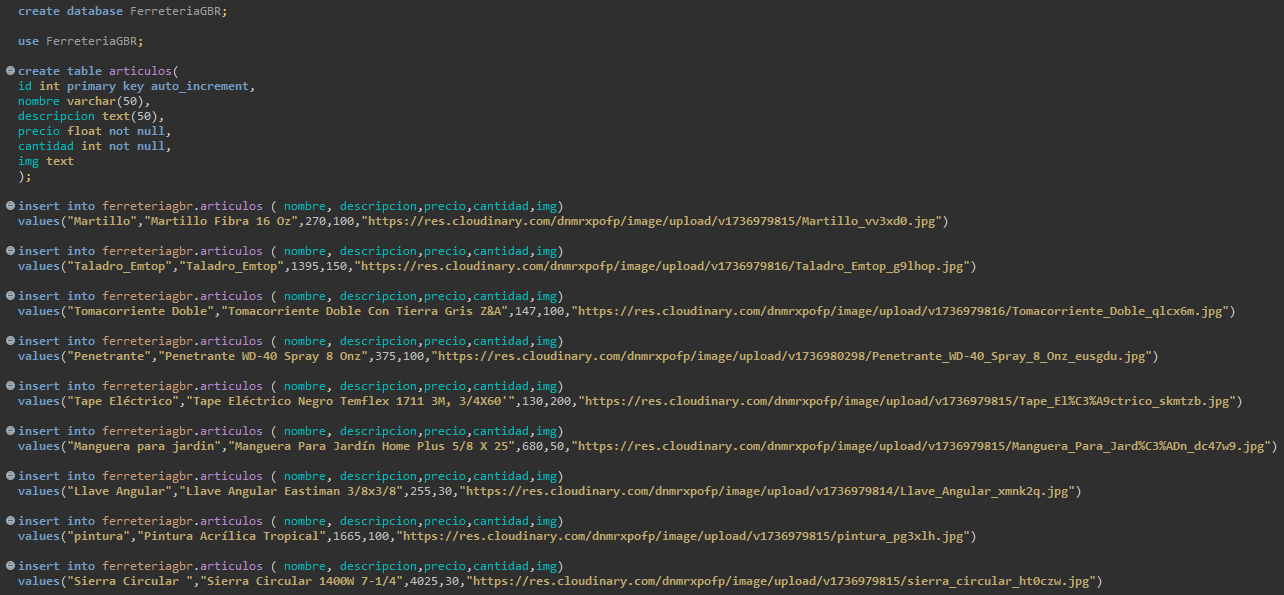 create database FerreteriaGBR;
use FerreteriaGBR;
create table articulos(
id int primary key auto_increment,
nombre varchar(50),
descripcion text(50),
precio float not null,
cantidad int not null,
img text
);
insert into ferreteriagbr.articulos ( nombre, descripcion,precio,cantidad,img)
values("Martillo","Martillo Fibra 16 Oz",270,100,"https://res.cloudinary.com/dnmrxpofp/image/upload/v1736979815/Martillo_vv3xd0.jpg")
insert into ferreteriagbr.articulos ( nombre, descripcion,precio,cantidad,img)
values("Taladro_Emtop","Taladro_Emtop",1395,150,"https://res.cloudinary.com/dnmrxpofp/image/upload/v1736979816/Taladro_Emtop_g9lhop.jpg")
insert into ferreteriagbr.articulos ( nombre, descripcion,precio,cantidad,img)
values("Tomacorriente Doble","Tomacorriente Doble Con Tierra Gris Z&A",147,100,"https://res.cloudinary.com/dnmrxpofp/image/upload/v1736979816/Tomacorriente_Doble_qlcx6m.jpg")
insert into ferreteriagbr.articulos ( nombre, descripcion,precio,cantidad,img)
values("Penetrante","Penetrante WD-40 Spray 8 Onz",375,100,"https://res.cloudinary.com/dnmrxpofp/image/upload/v1736980298/Penetrante_WD-40_Spray_8_Onz_eusgdu.jpg")
insert into ferreteriagbr.articulos ( nombre, descripcion,precio,cantidad,img)
values("Tape Eléctrico","Tape Eléctrico Negro Temflex 1711 3M, 3/4X60'",130,200,"https://res.cloudinary.com/dnmrxpofp/image/upload/v1736979815/Tape_El%C3%A9ctrico_skmtzb.jpg")
insert into ferreteriagbr.articulos ( nombre, descripcion,precio,cantidad,img)
values("Manguera para jardin","Manguera Para Jardín Home Plus 5/8 X 25",680,50,"https://res.cloudinary.com/dnmrxpofp/image/upload/v1736979815/Manguera_Para_Jard%C3%ADn_dc47w9.jpg")
insert into ferreteriagbr.articulos ( nombre, descripcion,precio,cantidad,img)
values("Llave Angular","Llave Angular Eastiman 3/8x3/8",255,30,"https://res.cloudinary.com/dnmrxpofp/image/upload/v1736979814/Llave_Angular_xmnk2q.jpg")
insert into ferreteriagbr.articulos ( nombre, descripcion,precio,cantidad,img)
values("pintura","Pintura Acrílica Tropical",1665,100,"https://res.cloudinary.com/dnmrxpofp/image/upload/v1736979815/pintura_pg3xlh.jpg")
insert into ferreteriagbr.articulos ( nombre, descripcion,precio,cantidad,img)
values("Sierra Circular ","Sierra Circular 1400W 7-1/4",4025,30,"https://res.cloudinary.com/dnmrxpofp/image/upload/v1736979815/sierra_circular_ht0czw.jpg")